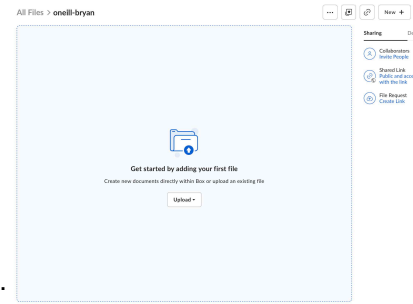 All Files > oneill-bryan
New +
Sharing
Collaborators
Invite People
Shared Link
Public and acce
with the link
File Request
Create Link
Get started by adding your first file
Create new documents directly within Box or upload an existing file
Upload